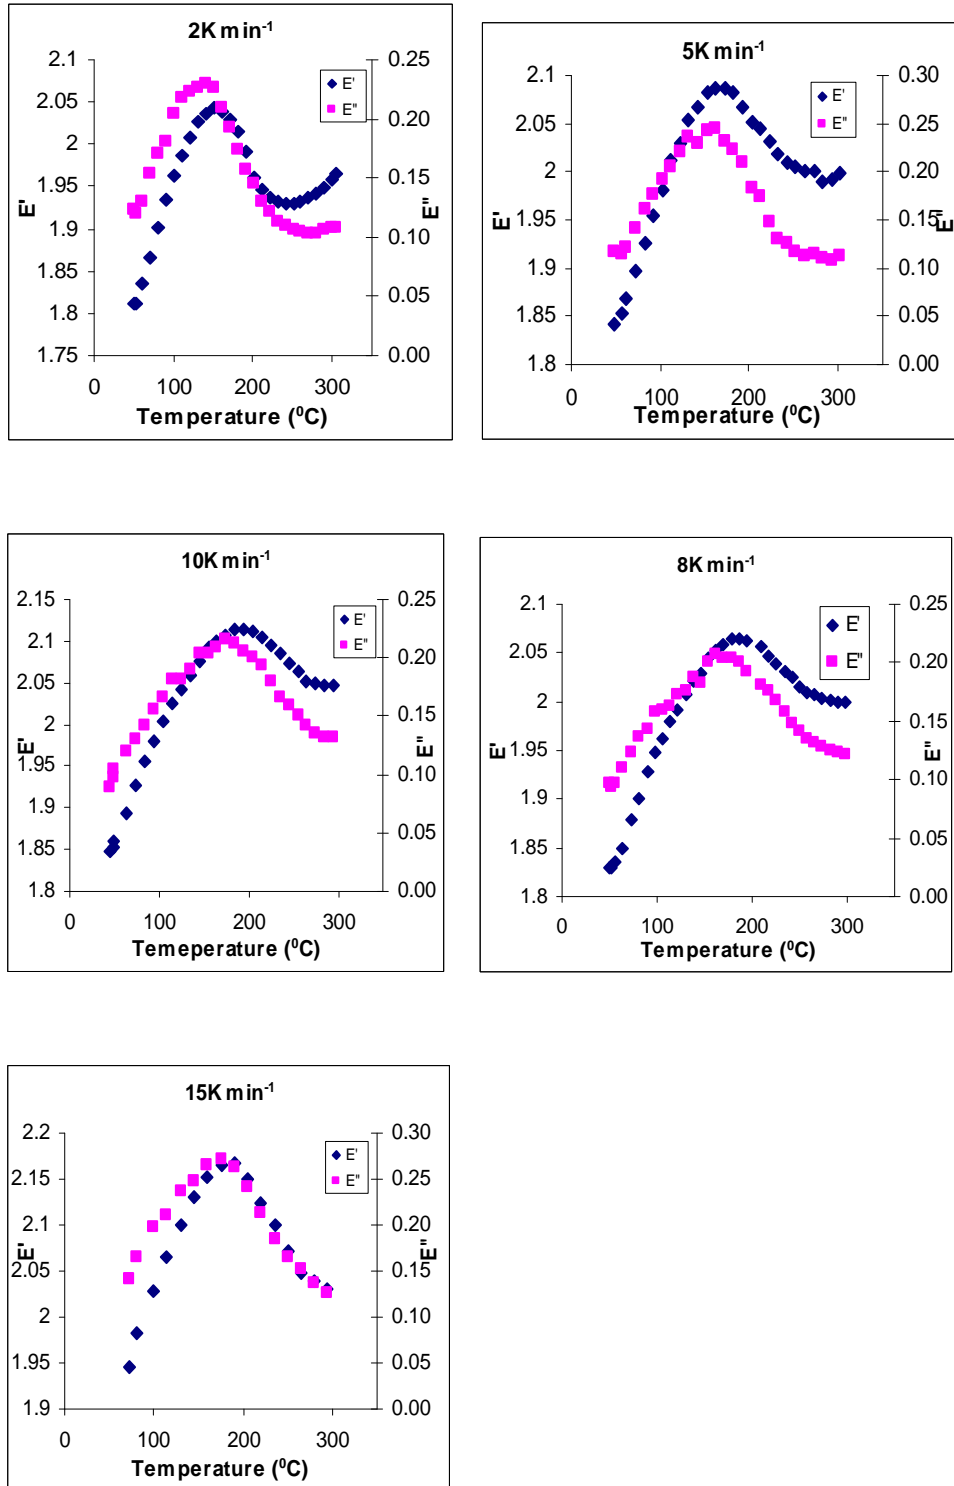 2K min-1
2.1
2.05
2
1.95
1.9
1.85
1.8
1.75
E'
0.25
0.20
0.15
0.10
0.05
0.00
E"
E'
E"
0
100
200
300
Temperature (0C)
5K min-1
2.1
2.05
2
1.95
1.9
1.85
1.8
E'
0.30
0.25
0.20
0.15
0.10
0.05
0.00
E"
E'
E"
0
100
200
300
Temperature (0C)
10K min-1
2.15
2.1
2.05
2
1.95
1.9
1.85
1.8
E'
0.25
0.20
0.15
0.10
0.05
0.00
E"
E'
E"
0
100
200
300
Temeperature (0C)
8K min-1
2.1
2.05
2
1.95
1.9
1.85
1.8
E'
0.25
0.20
0.15
0.10
0.05
0.00
E"
E'
E"
0
100
200
300
Temperature (0C)
15K min-1
2.2
2.15
2.1
2.05
2
1.95
1.9
E'
0.30
0.25
0.20
0.15
0.10
0.05
0.00
E"
E'
E"
0
100
200
300
Temperature (0C)